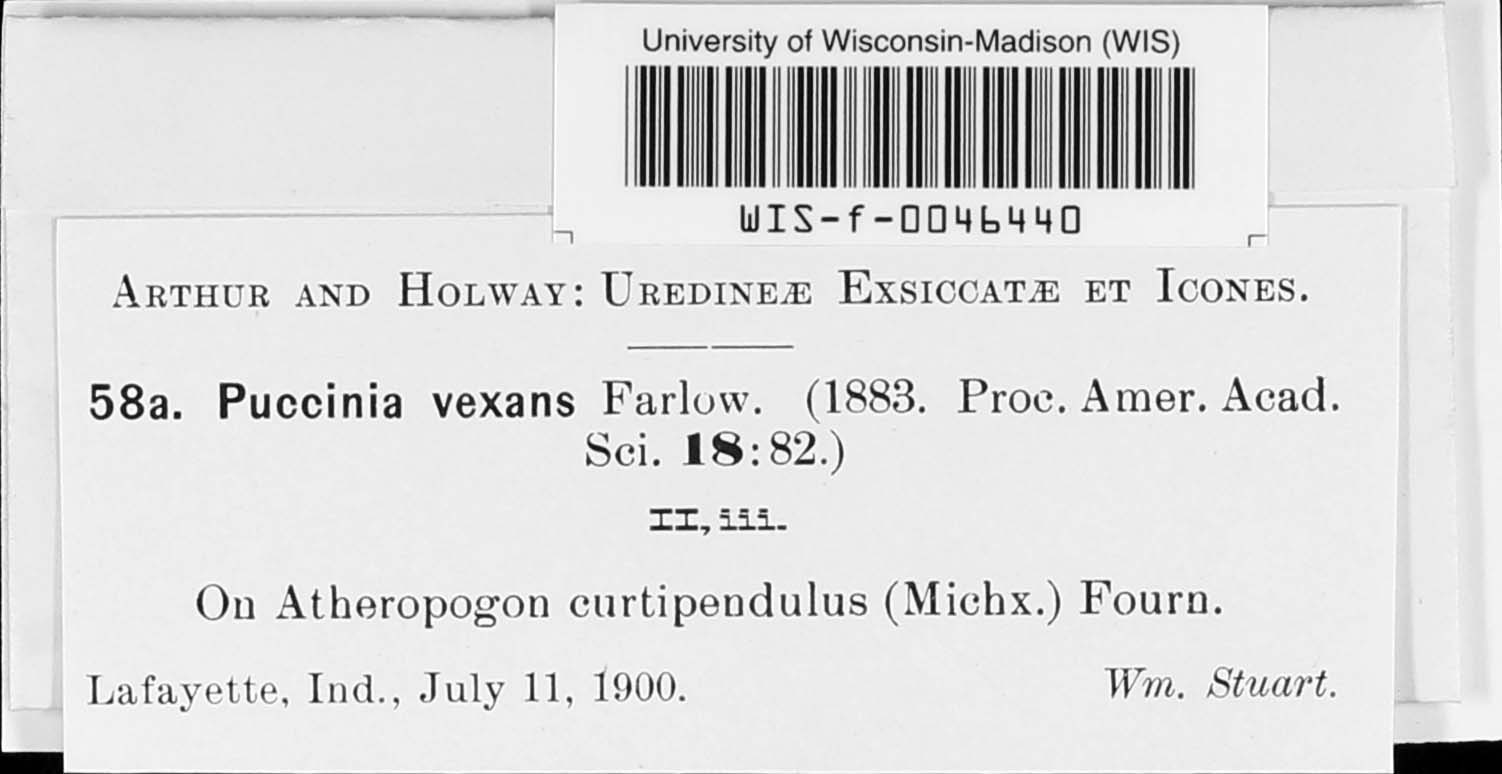 University of Wisconsin-Madison (WIS)
WIS-f-0046440
ARTHUR AND HOLWAY: UREDINEÆ EXSICCATÆ ET ICONES.
58a. Puccinia vexans Farlow. (1883. Proc. Amer. Acad.
Sci. 18:82.)
II, iii.
On Atheropogon curtipendulus (Michx.) Fourn.
Lafayette, Ind., July 11, 1900. Wm. Stuart.